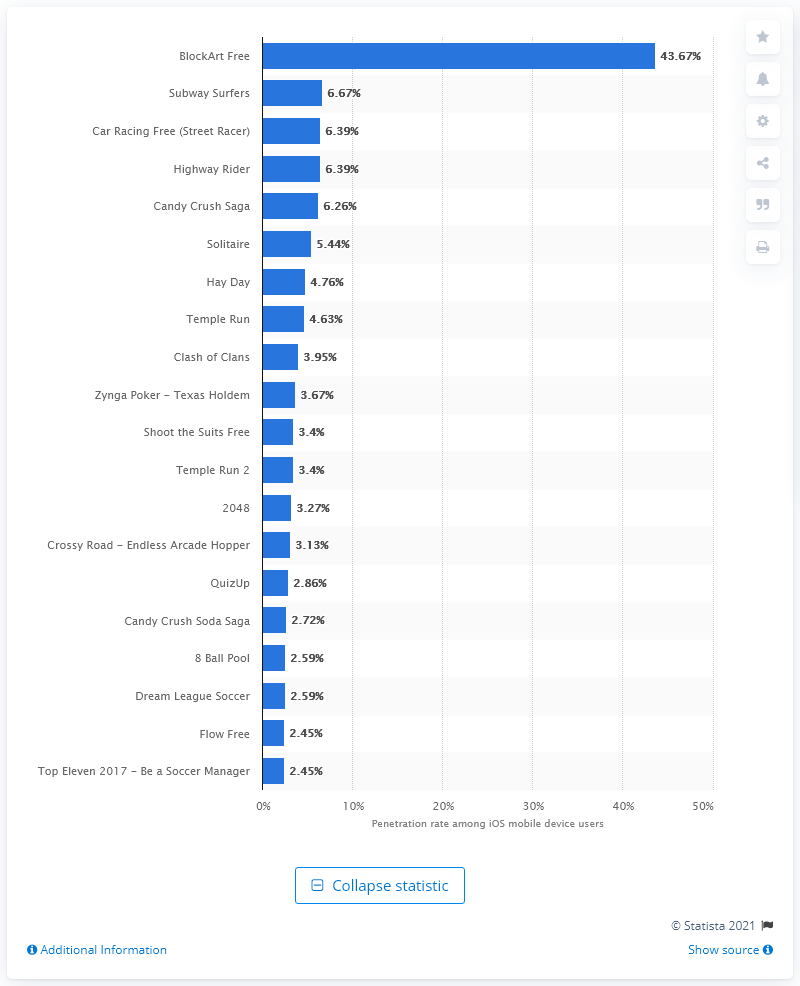 BlockArt Free 43.67%
Subway Surfers 6.67%
Car Racing Free (Street Racer) 6.39%
Highway Rider 6.39%
Candy Crush Saga 6.26%
Solitaire 5.44%
Hay Day 4.76%
Temple Run 4.63%
Clash of Clans 3.95%
Zynga Poker - Texas Holdem 3.67%
Shoot the Suits Free 3.4%
Temple Run 2 3.4%
2048 3.27%
Crossy Road - Endless Arcade Hopper 3.13%
QuizUp 2.86%
Candy Crush Soda Saga 2.72%
8 Ball Pool 2.59%
Dream League Soccer 2.59%
Flow Free 2.45%
Top Eleven 2017 - Be a Soccer Manager 2.45%
0% 10% 20% 30% 40% 50%
Penetration rate among iOS mobile device users
Collapse statistic
© Statista 2021
Additional Information Show source